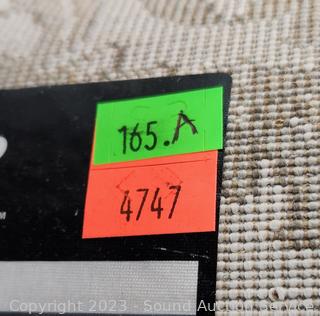 165.A
4747
M
Copyright 2023 - Sound Auction Service